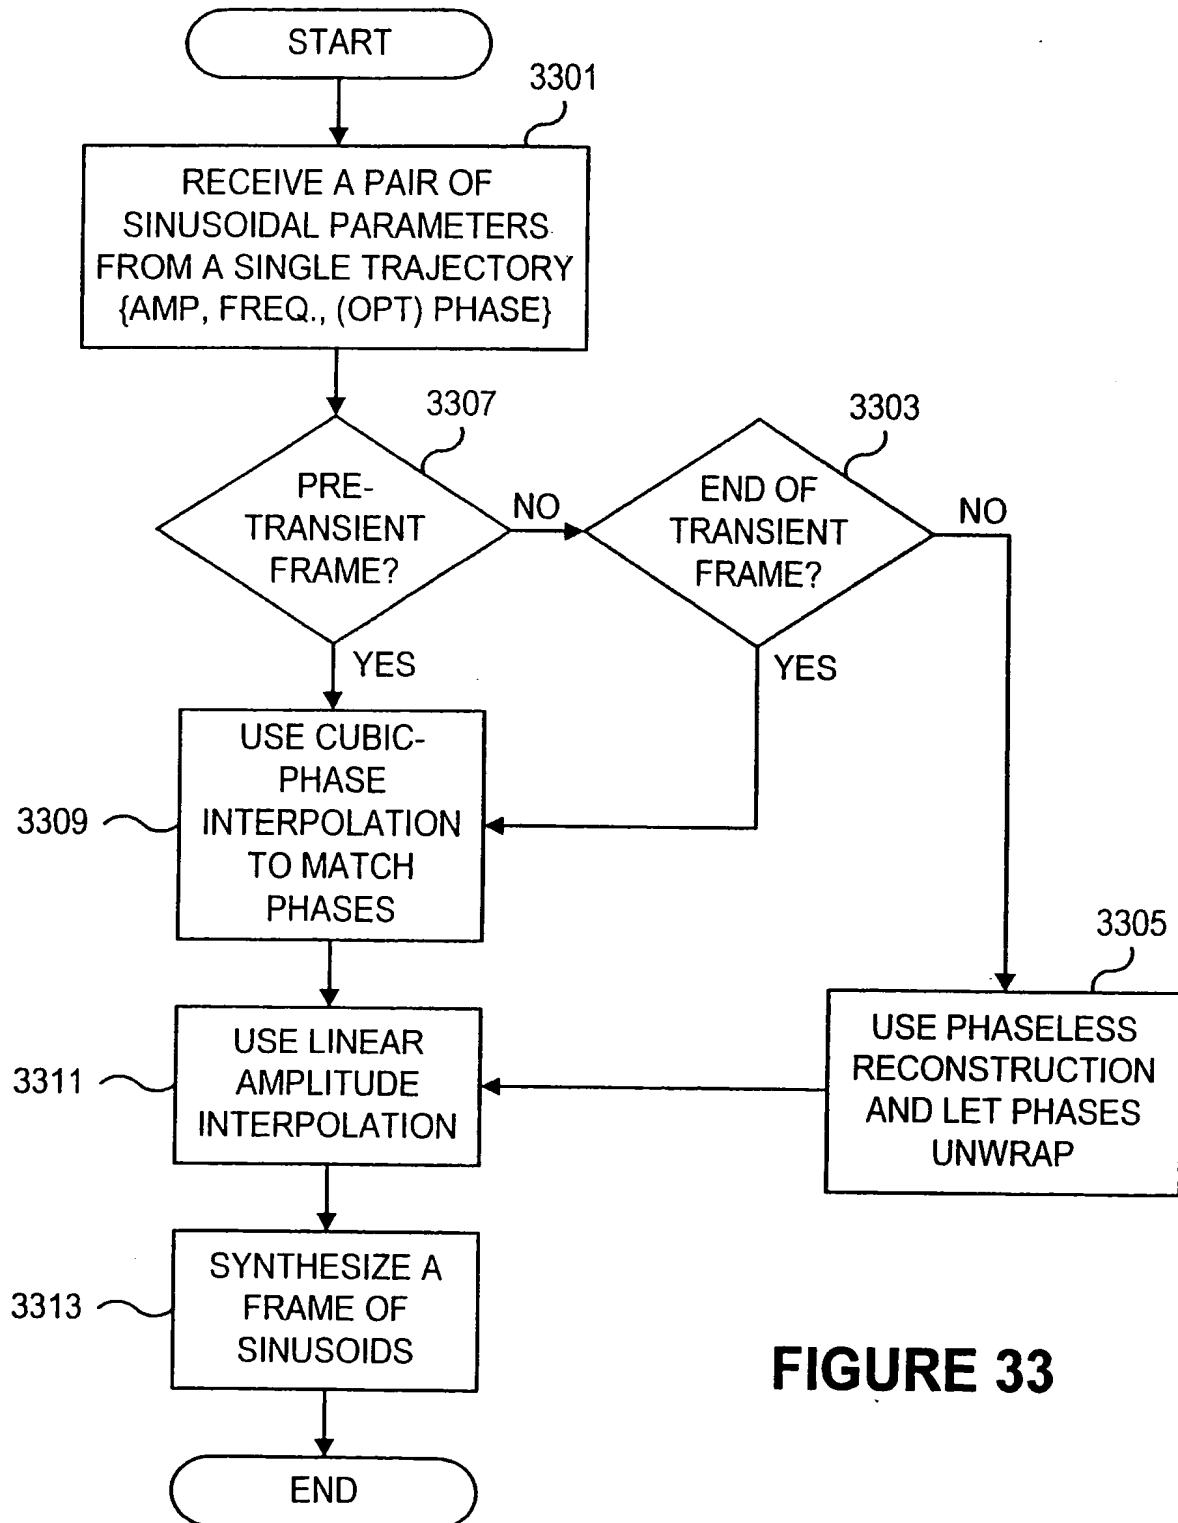 START
3301
RECEIVE A PAIR OF
SINUSOIDAL PARAMETERS
FROM A SINGLE TRAJECTORY
{AMP, FREQ., (OPT) PHASE}
3307
PRE-
TRANSIENT
FRAME?
NO
3303
END OF
TRANSIENT
FRAME?
NO
YES
YES
USE CUBIC-
PHASE
INTERPOLATION
TO MATCH
PHASES
3309
3305
USE PHASELESS
RECONSTRUCTION
AND LET PHASES
UNWRAP
USE LINEAR
AMPLITUDE
INTERPOLATION
3311
SYNTHESIZE A
FRAME OF
SINUSOIDS
3313
FIGURE 33
END